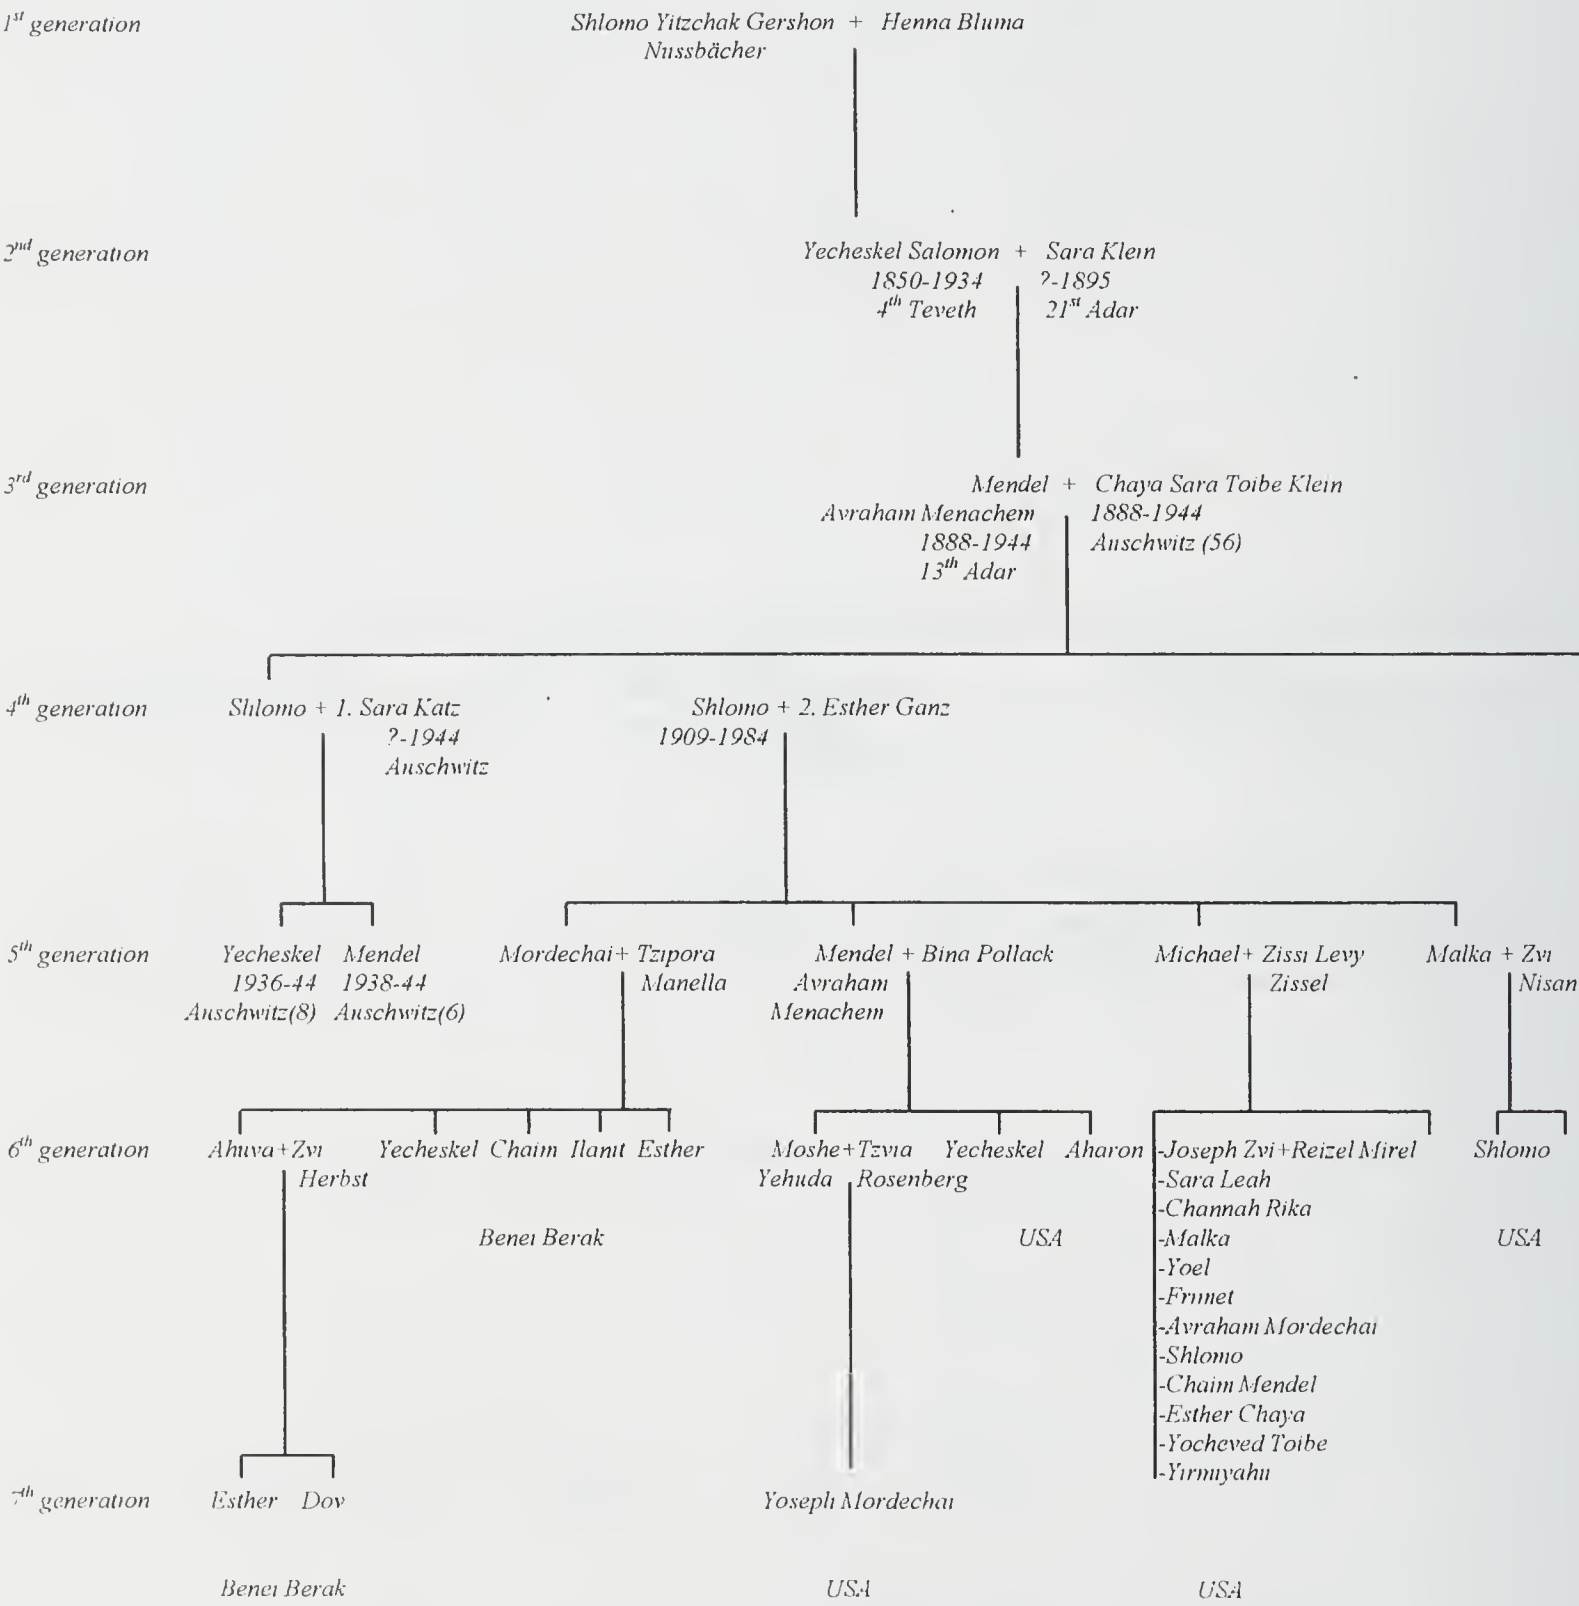 1st generation
Shlomo Yitzchak Gershon + Henna Bluma
Nussbächer
2nd generation
Yecheskel Salomon + Sara Klein
1850-1934 ?-1895
4th Teveth 21st Adar
3rd generation
Mendel + Chaya Sara Toibe Klein
Avraham Menachem 1888-1944
1888-1944 Auschwitz (56)
13th Adar
4th generation
Shlomo + 1. Sara Katz Shlomo + 2. Esther Ganz
?-1944 1909-1984
Auschwitz
5th generation
Yecheskel Mendel Mordechai+ Tzipora Mendel + Bina Pollack Michael+ Zissi Levy Malka + Zvi
1936-44 1938-44 Manella Avraham Zissel Nisan
Auschwitz(8) Auschwitz(6) Menachem
6th generation
Ahuva+Zvi Yecheskel Chaim Ilanit Esther Moshe+Tzvia Yecheskel Aharon -Joseph Zvi+Reizel Mirel Shlomo
Herbst Yehuda Rosenberg -Sara Leah
-Channah Rika
Benei Berak USA -Malka USA
-Yoel
-Frimet
-Avraham Mordechai
-Shlomo
-Chaim Mendel
-Esther Chaya
-Yocheved Toibe
-Yirmiyahu
7th generation
Esther Dov Yoseph Mordechai
Benei Berak USA USA